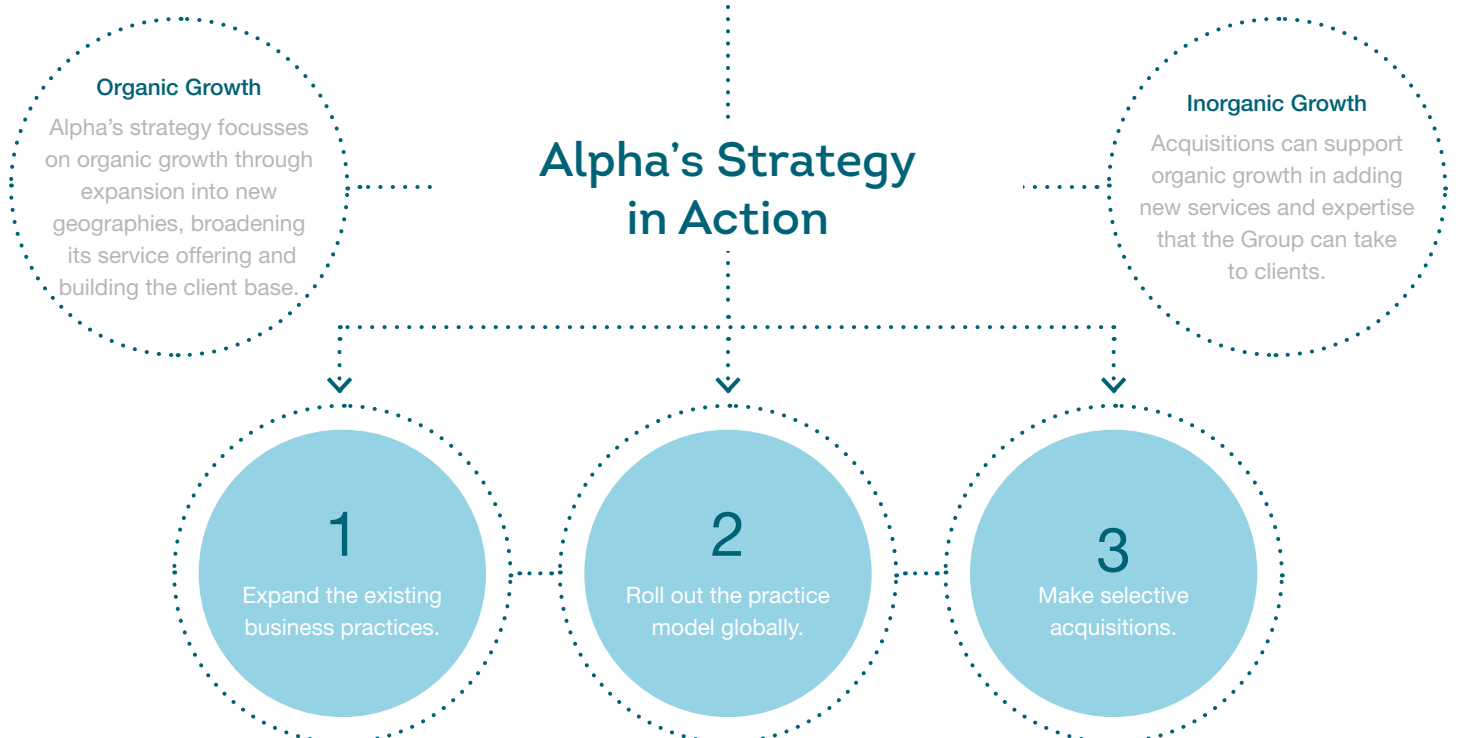 Organic Growth
Alpha’s strategy focusses
on organic growth through
expansion into new
geographies, broadening
its service offering and
building the client base.
Alpha’s Strategy
in Action
Inorganic Growth
Acquisitions can support
organic growth in adding
new services and expertise
that the Group can take
to clients.
1
Expand the existing
business practices.
2
Roll out the practice
model globally.
3
Make selective
acquisitions.